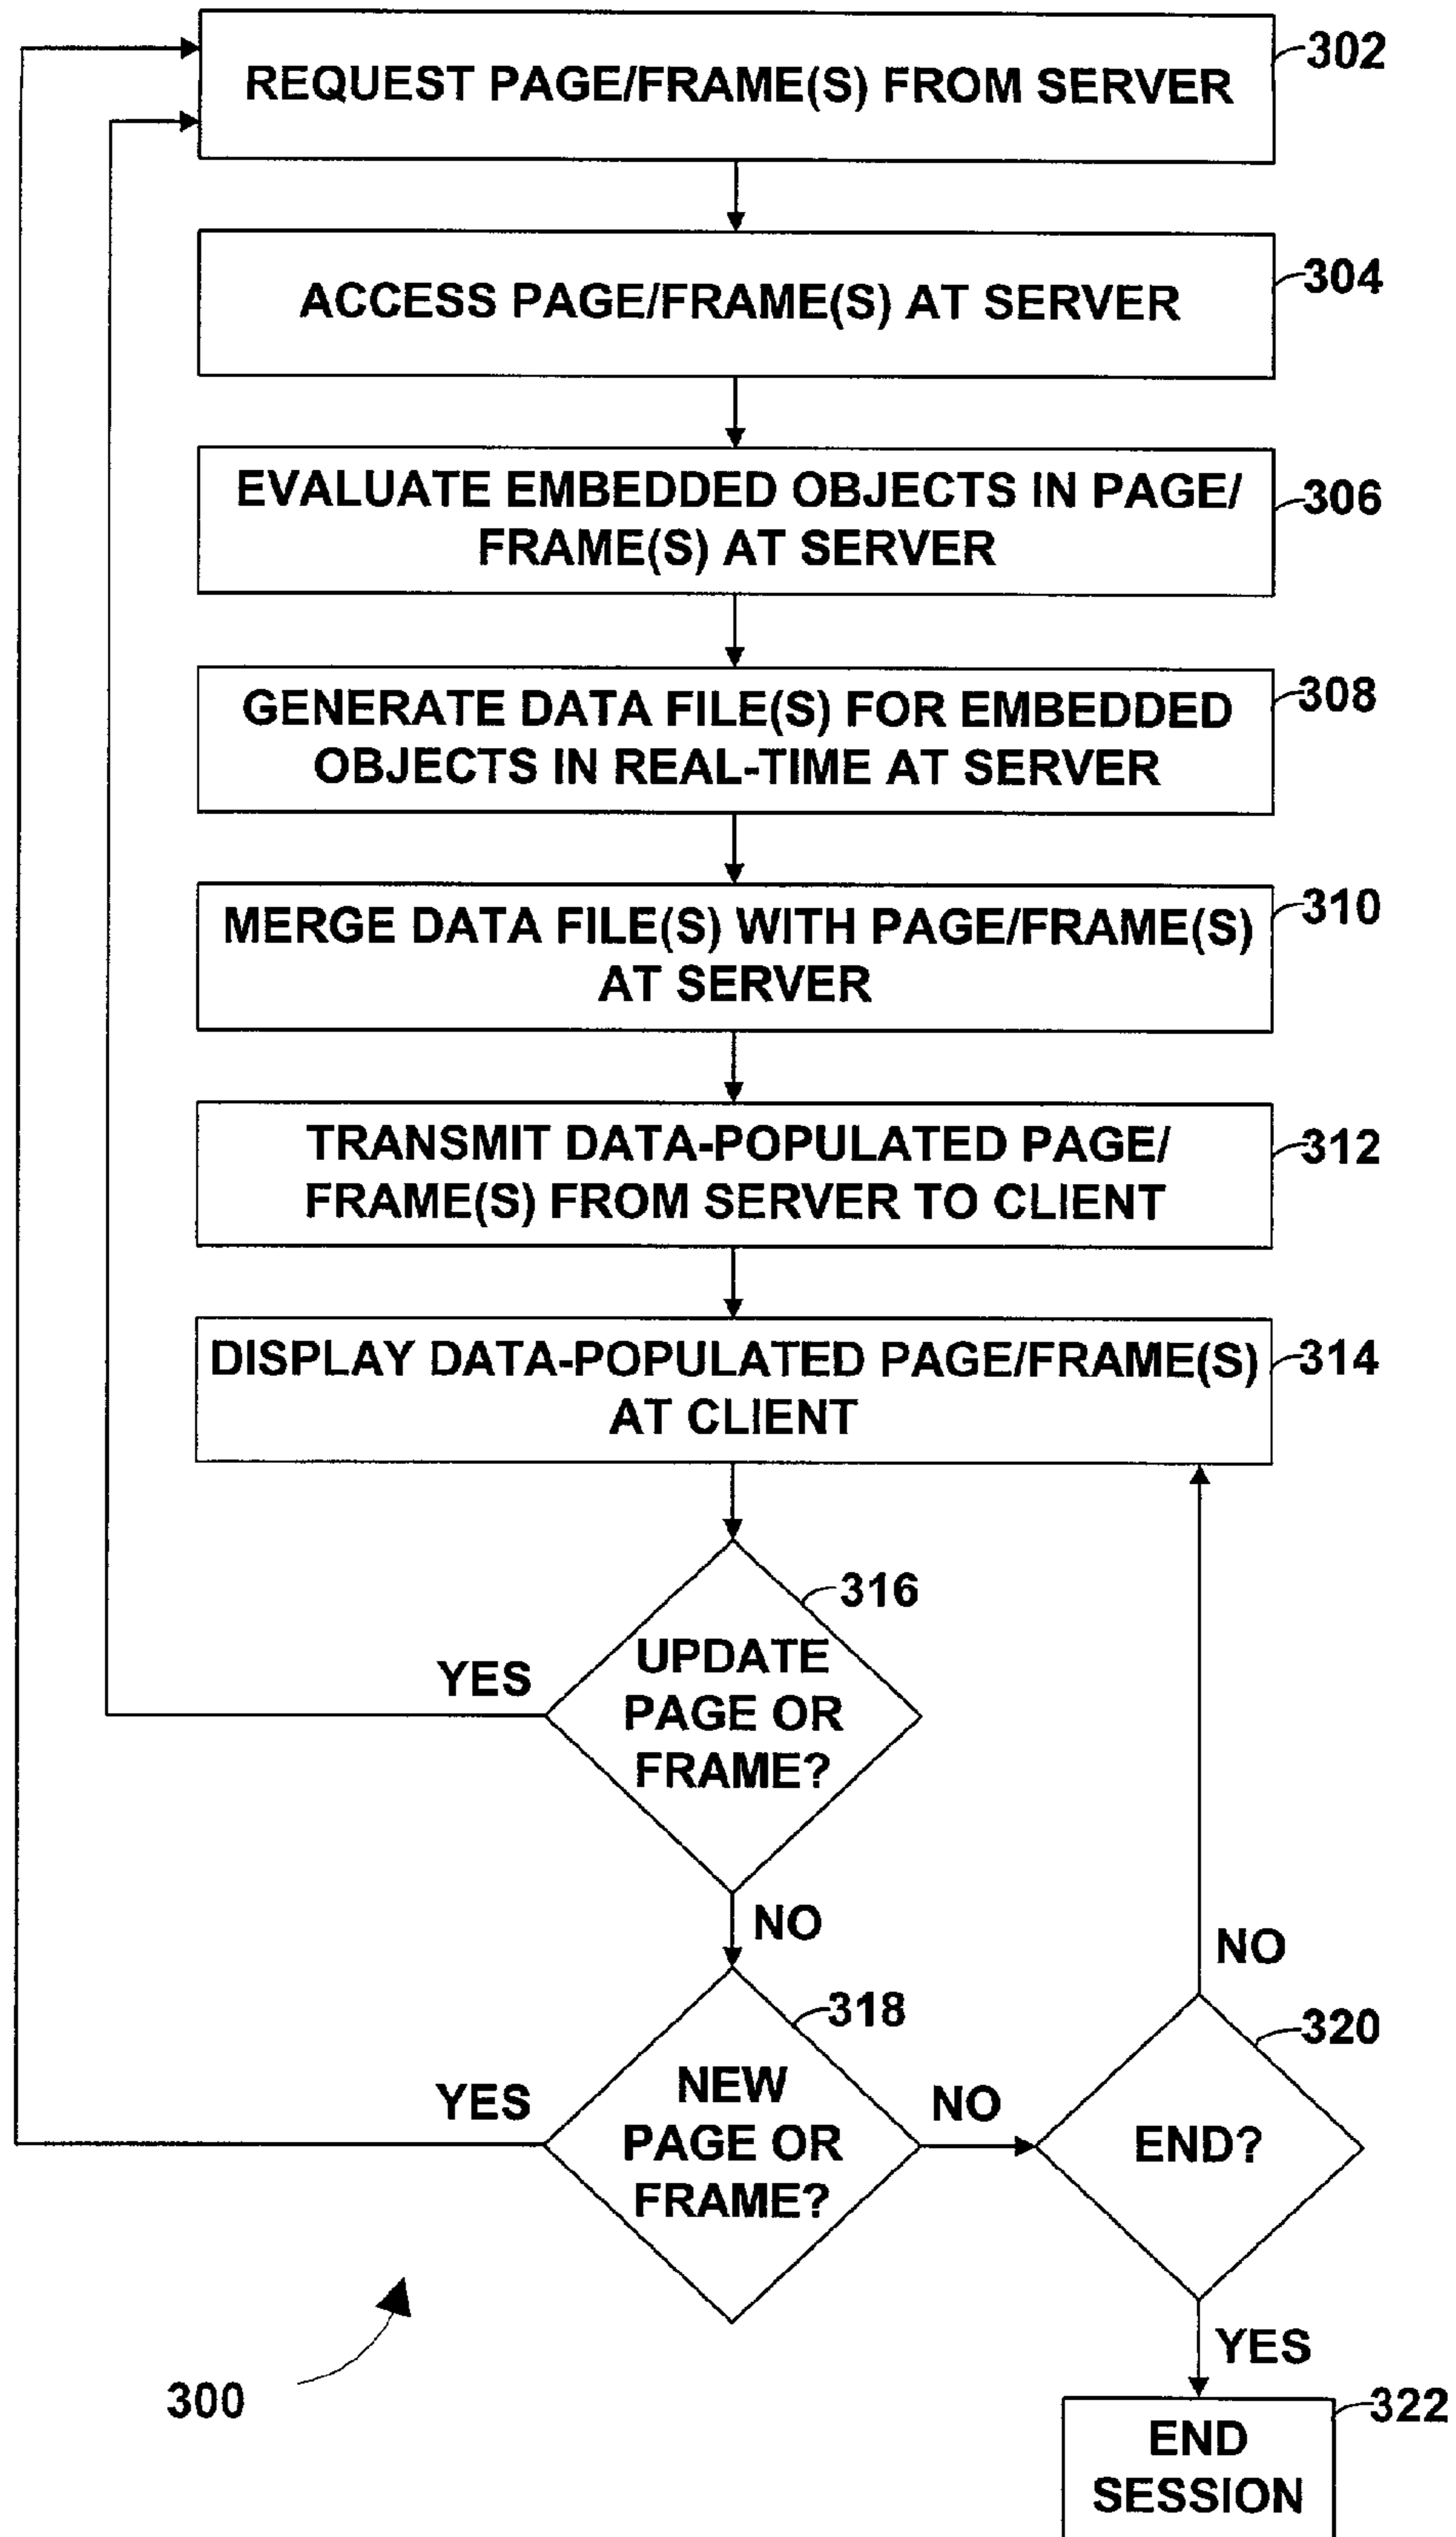 REQUEST PAGE/FRAME(S) FROM SERVER
302
ACCESS PAGE/FRAME(S) AT SERVER
304
EVALUATE EMBEDDED OBJECTS IN PAGE/
FRAME(S) AT SERVER
306
GENERATE DATA FILE(S) FOR EMBEDDED
OBJECTS IN REAL-TIME AT SERVER
308
MERGE DATA FILE(S) WITH PAGE/FRAME(S)
AT SERVER
310
TRANSMIT DATA-POPULATED PAGE/
FRAME(S) FROM SERVER TO CLIENT
312
DISPLAY DATA-POPULATED PAGE/FRAME(S)
AT CLIENT
314
316
UPDATE
PAGE OR
FRAME?
YES
NO
318
NEW
PAGE OR
FRAME?
YES
NO
NO
320
END?
YES
300
322
END
SESSION